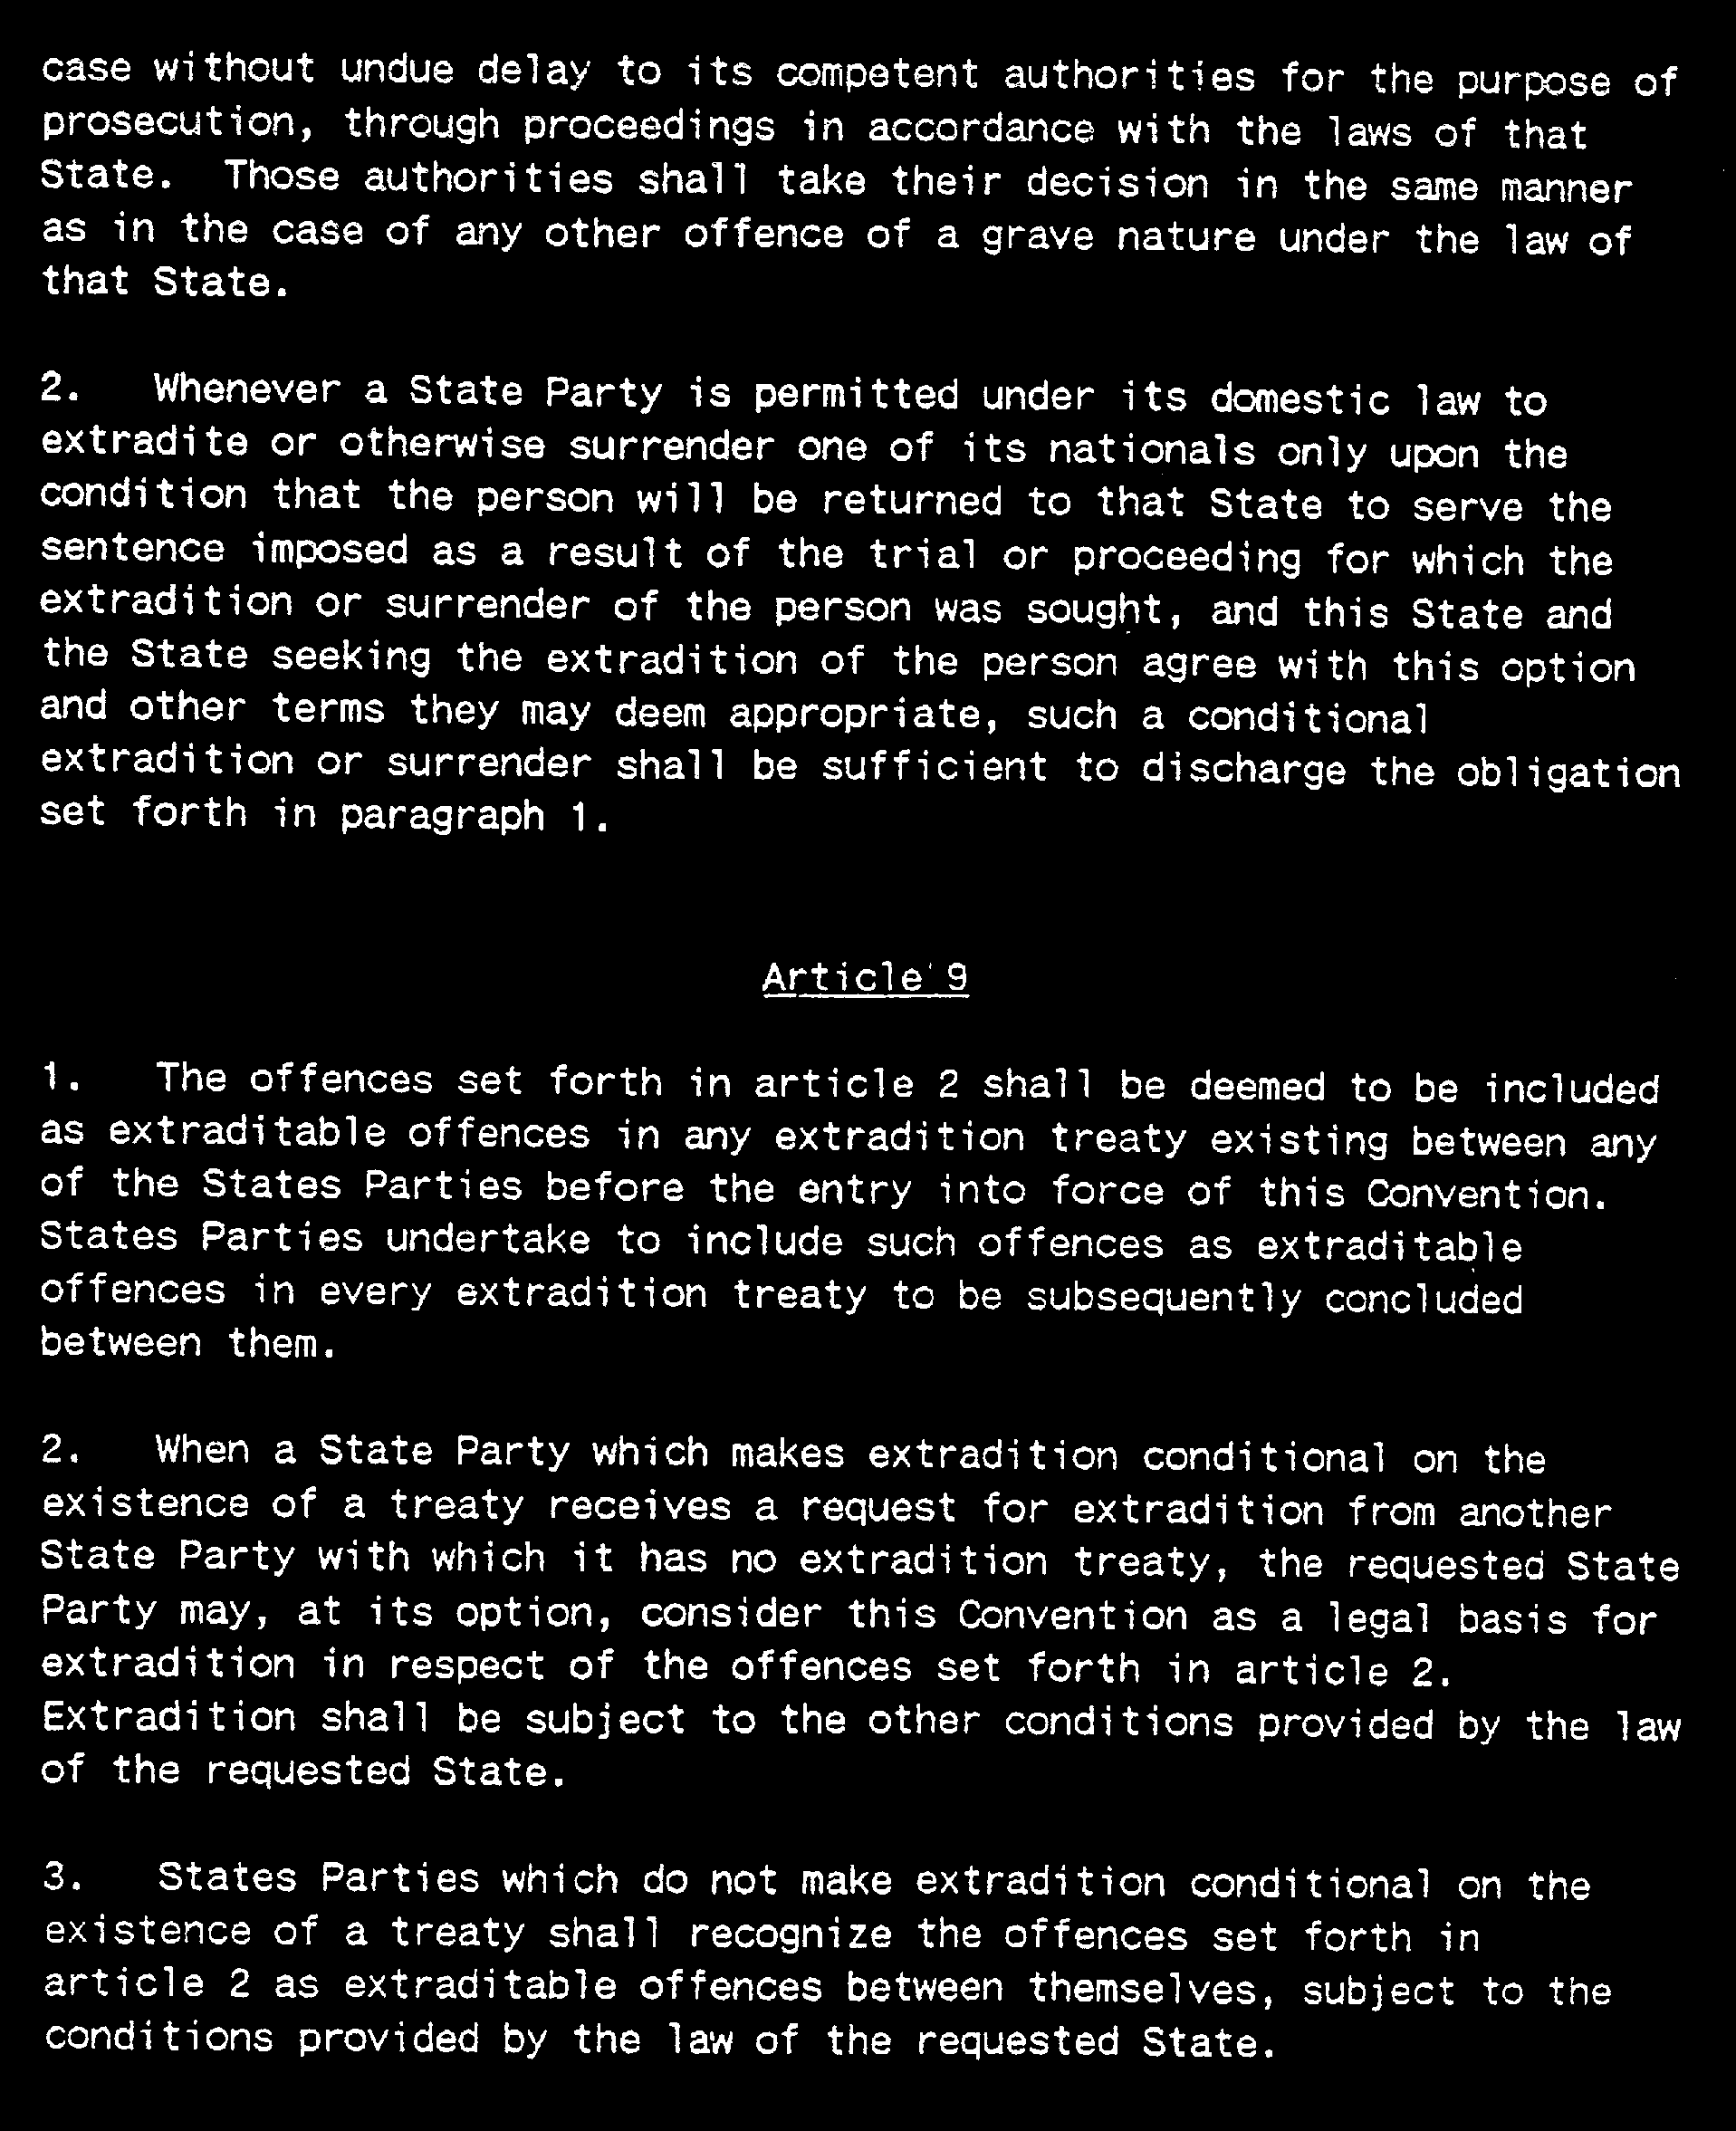 case without undue delay to its competent authorities for the purpose of
prosecution, through proceedings in accordance with the laws of that
State. Those authorities shall take their decision in the same manner
as in the case of any other offence of a grave nature under the law of
that State.
2. Whenever a State Party is permitted under its domestic law to
extradite or otherwise surrender one of its nationals only upon the
condition that the person will be returned to that State to serve the
sentence imposed as a result of the trial or proceeding for which the
extradition or surrender of the person was sought, and this State and
the State seeking the extradition of the person agree with this option
and other terms they may deem appropriate, such a conditional
extradition or surrender shall be sufficient to discharge the obligation
set forth in paragraph 1.
Article 9
1. The offences set forth in article 2 shall be deemed to be included
as extraditable offences in any extradition treaty existing between any
of the States Parties before the entry into force of this Convention.
States Parties undertake to include such offences as extraditable
offences in every extradition treaty to be subsequently concluded
between them.
2. When a State Party which makes extradition conditional on the
existence of a treaty receives a request for extradition from another
State Party with which it has no extradition treaty, the requested State
Party may, at its option, consider this Convention as a legal basis for
extradition in respect of the offences set forth in article 2.
Extradition shall be subject to the other conditions provided by the law
of the requested State.
3. States Parties which do not make extradition conditional on the
existence of a treaty shall recognize the offences set forth in
article 2 as extraditable offences between themselves, subject to the
conditions provided by the law of the requested State.